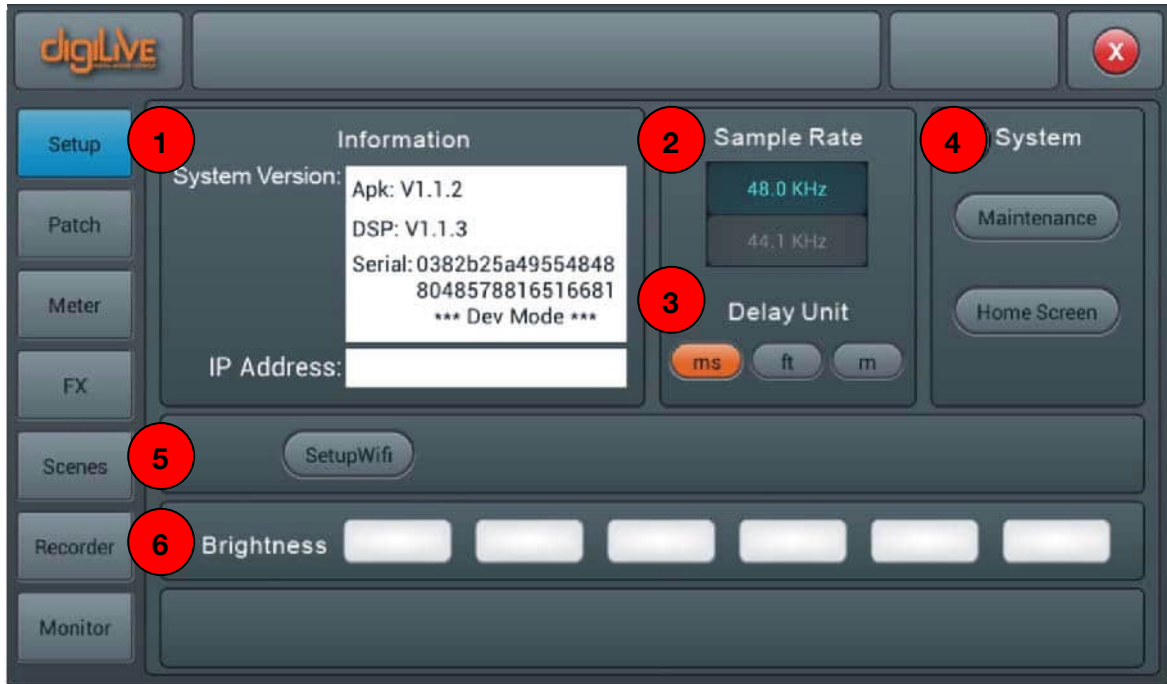 digiLiVE
X
Setup
Patch
Meter
FX
Scenes
Recorder
Monitor
1
Information
System Version:
Apk: V1.1.2
DSP: V1.1.3
Serial: 0382b25a49554848
8048578816516681
*** Dev Mode ***
IP Address:
2
Sample Rate
48.0 KHz
44.1 KHz
3
Delay Unit
ms ft m
4
System
Maintenance
Home Screen
5
SetupWifi
6
Brightness